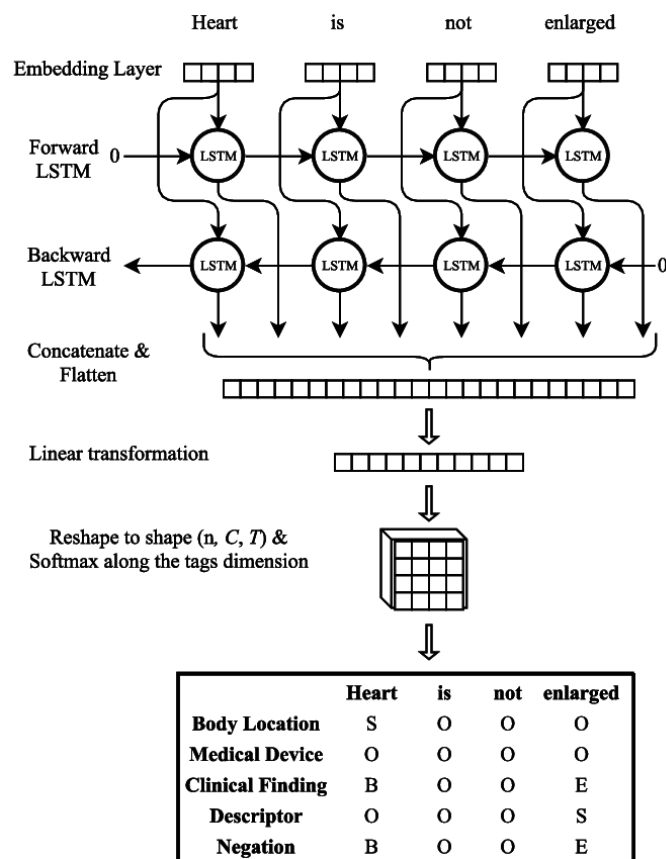 Heart is not enlarged
Embedding Layer
Forward
LSTM
0 LSTM LSTM LSTM LSTM
Backward
LSTM
LSTM LSTM LSTM LSTM 0
Concatenate &
Flatten
Linear transformation
Reshape to shape (n, C, T) &
Softmax along the tags dimension
Heart is not enlarged
Body Location S O O O
Medical Device O O O O
Clinical Finding B O O E
Descriptor O O O S
Negation B O O E